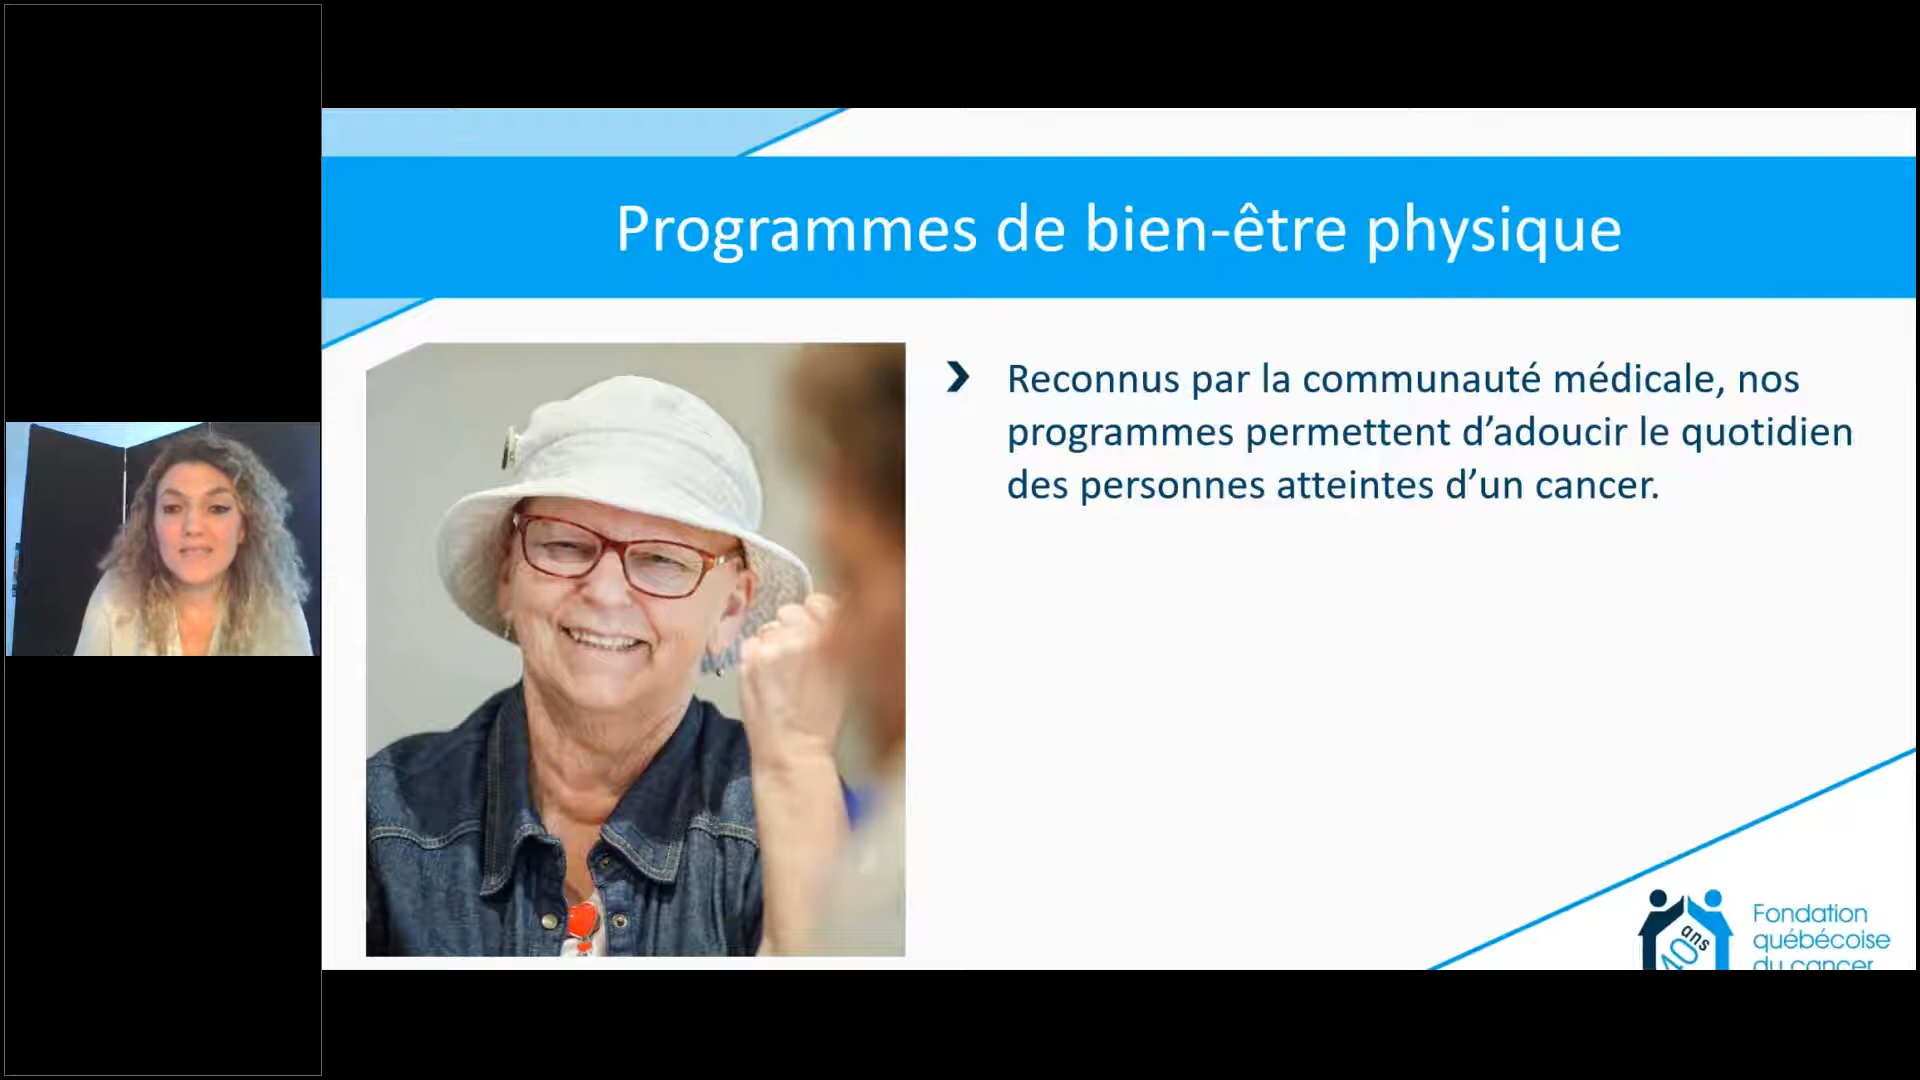 Programmes de bien-être physique
Reconnus par la communauté médicale, nos
programmes permettent d’adoucir le quotidien
des personnes atteintes d’un cancer.
40 ans
Fondation
québécoise
du cancer